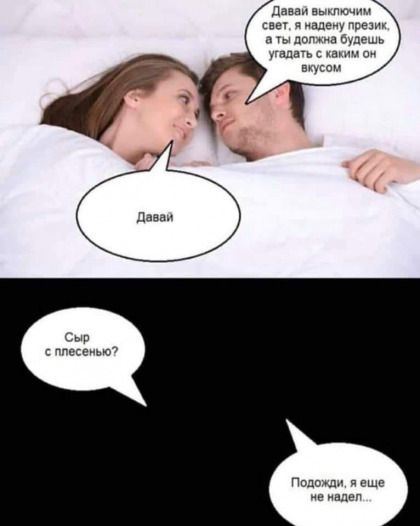 Давай выключим
свет, я надену презик,
а ты должна будешь
угадать с каким он
вкусом
Давай
Сыр
с плесенью?
Подожди, я еще
не надел...